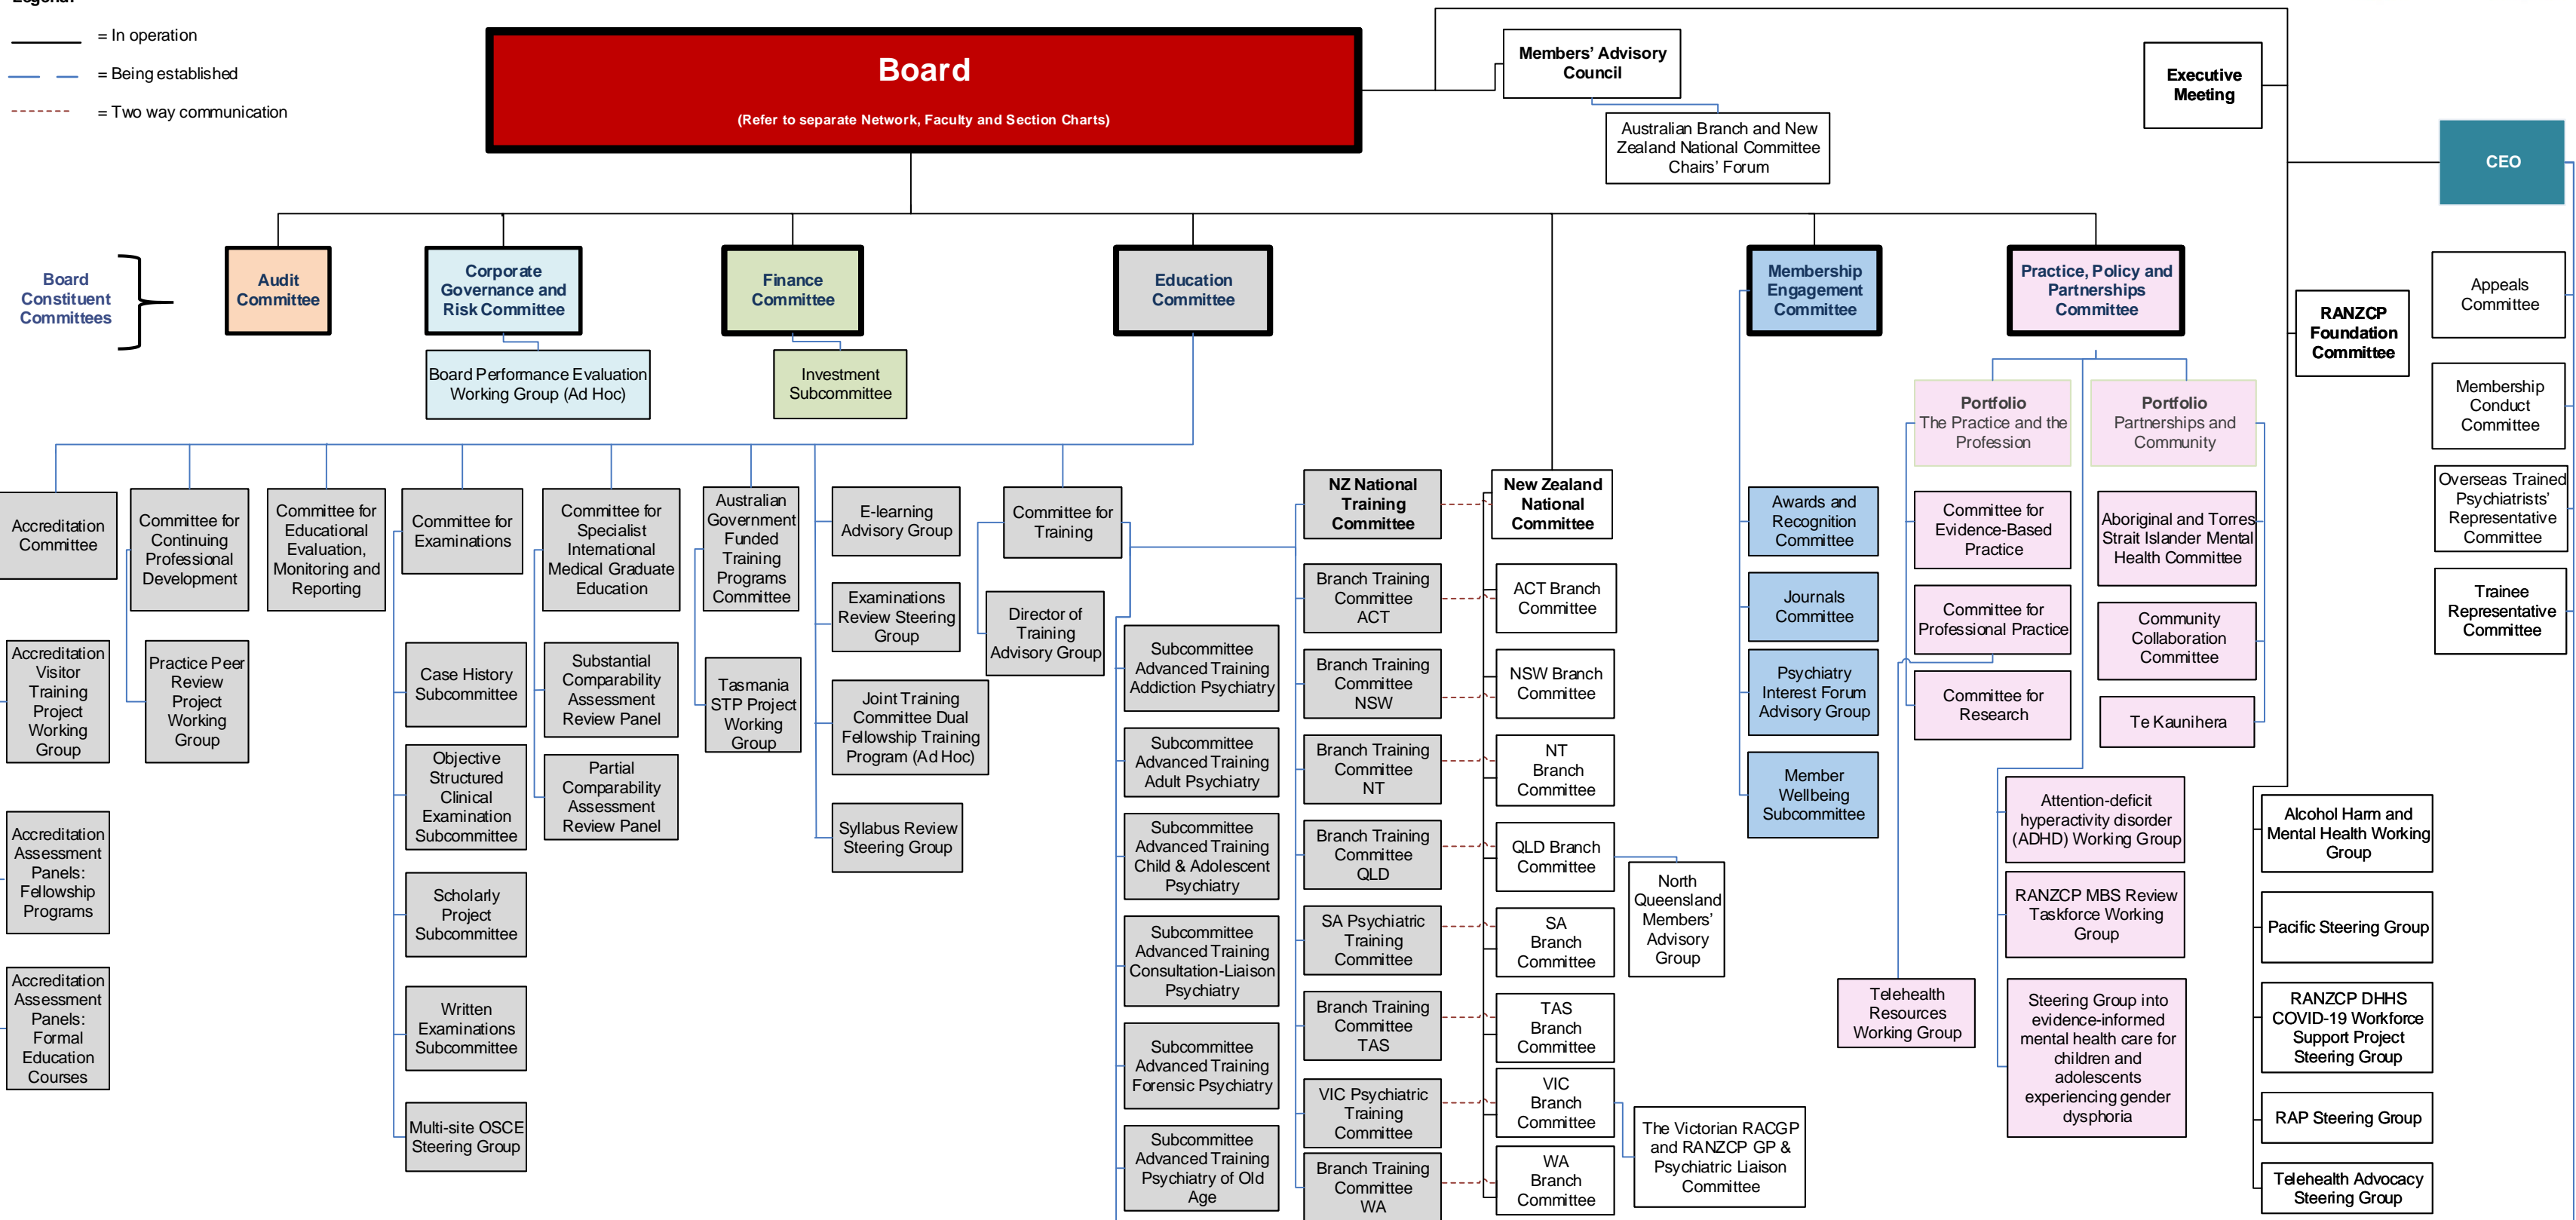 Legend:
= In operation
= Being established
= Two way communication
Board
(Refer to separate Network, Faculty and Section Charts)
Members’ Advisory
Council
Australian Branch and New
Zealand National Committee
Chairs’ Forum
Executive
Meeting
CEO
Board
Constituent
Committees
Audit
Committee
Corporate
Governance and
Risk Committee
Board Performance Evaluation
Working Group (Ad Hoc)
Finance
Committee
Investment
Subcommittee
Education
Committee
Membership
Engagement
Committee
Practice, Policy and
Partnerships
Committee
RANZCP
Foundation
Committee
Appeals
Committee
Membership
Conduct
Committee
Overseas Trained
Psychiatrists’
Representative
Committee
Trainee
Representative
Committee
Accreditation
Committee
Accreditation
Visitor
Training
Project
Working
Group
Accreditation
Assessment
Panels:
Fellowship
Programs
Accreditation
Assessment
Panels:
Formal
Education
Courses
Committee for
Continuing
Professional
Development
Practice Peer
Review
Project
Working
Group
Committee for
Educational
Evaluation,
Monitoring and
Reporting
Committee for
Examinations
Case History
Subcommittee
Objective
Structured
Clinical
Examination
Subcommittee
Scholarly
Project
Subcommittee
Written
Examinations
Subcommittee
Multi-site OSCE
Steering Group
Committee for
Specialist
International
Medical Graduate
Education
Substantial
Comparability
Assessment
Review Panel
Partial
Comparability
Assessment
Review Panel
Australian
Government
Funded
Training
Programs
Committee
Tasmania
STP Project
Working
Group
E-learning
Advisory Group
Examinations
Review Steering
Group
Joint Training
Committee Dual
Fellowship Training
Program (Ad Hoc)
Syllabus Review
Steering Group
Committee for
Training
Director of
Training
Advisory Group
Subcommittee
Advanced Training
Addiction Psychiatry
Subcommittee
Advanced Training
Adult Psychiatry
Subcommittee
Advanced Training
Child & Adolescent
Psychiatry
Subcommittee
Advanced Training
Consultation-Liaison
Psychiatry
Subcommittee
Advanced Training
Forensic Psychiatry
Subcommittee
Advanced Training
Psychiatry of Old
Age
NZ National
Training
Committee
Branch Training
Committee
ACT
Branch Training
Committee
NSW
Branch Training
Committee
NT
Branch Training
Committee
QLD
SA Psychiatric
Training
Committee
Branch Training
Committee
TAS
VIC Psychiatric
Training
Committee
Branch Training
Committee
WA
New Zealand
National
Committee
ACT Branch
Committee
NSW Branch
Committee
NT
Branch
Committee
QLD Branch
Committee
SA
Branch
Committee
TAS
Branch
Committee
VIC
Branch
Committee
WA
Branch
Committee
North
Queensland
Members’
Advisory
Group
The Victorian RACGP
and RANZCP GP &
Psychiatric Liaison
Committee
Awards and
Recognition
Committee
Journals
Committee
Psychiatry
Interest Forum
Advisory Group
Member
Wellbeing
Subcommittee
Portfolio
The Practice and the
Profession
Committee for
Evidence-Based
Practice
Committee for
Professional Practice
Committee for
Research
Telehealth
Resources
Working Group
Portfolio
Partnerships and
Community
Aboriginal and Torres
Strait Islander Mental
Health Committee
Community
Collaboration
Committee
Te Kaunihera
Attention-deficit
hyperactivity disorder
(ADHD) Working Group
RANZCP MBS Review
Taskforce Working
Group
Steering Group into
evidence-informed
mental health care for
children and
adolescents
experiencing gender
dysphoria
Alcohol Harm and
Mental Health Working
Group
Pacific Steering Group
RANZCP DHHS
COVID-19 Workforce
Support Project
Steering Group
RAP Steering Group
Telehealth Advocacy
Steering Group